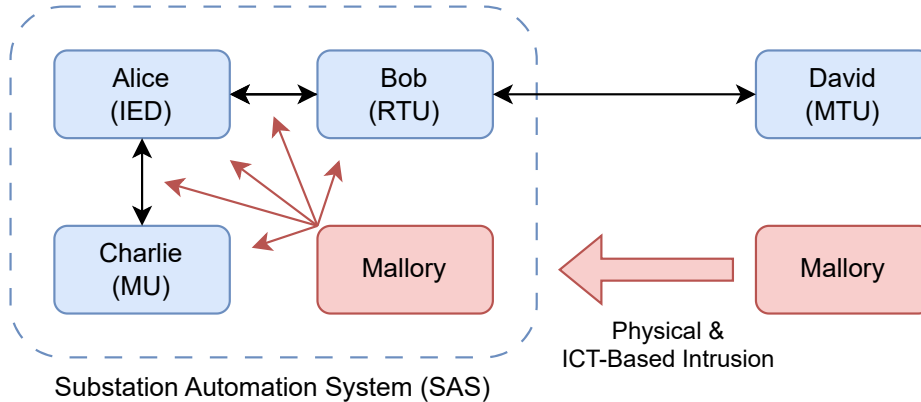 Alice
(IED)
Bob
(RTU)
David
(MTU)
Charlie
(MU)
Mallory
Mallory
Physical &
ICT-Based Intrusion
Substation Automation System (SAS)